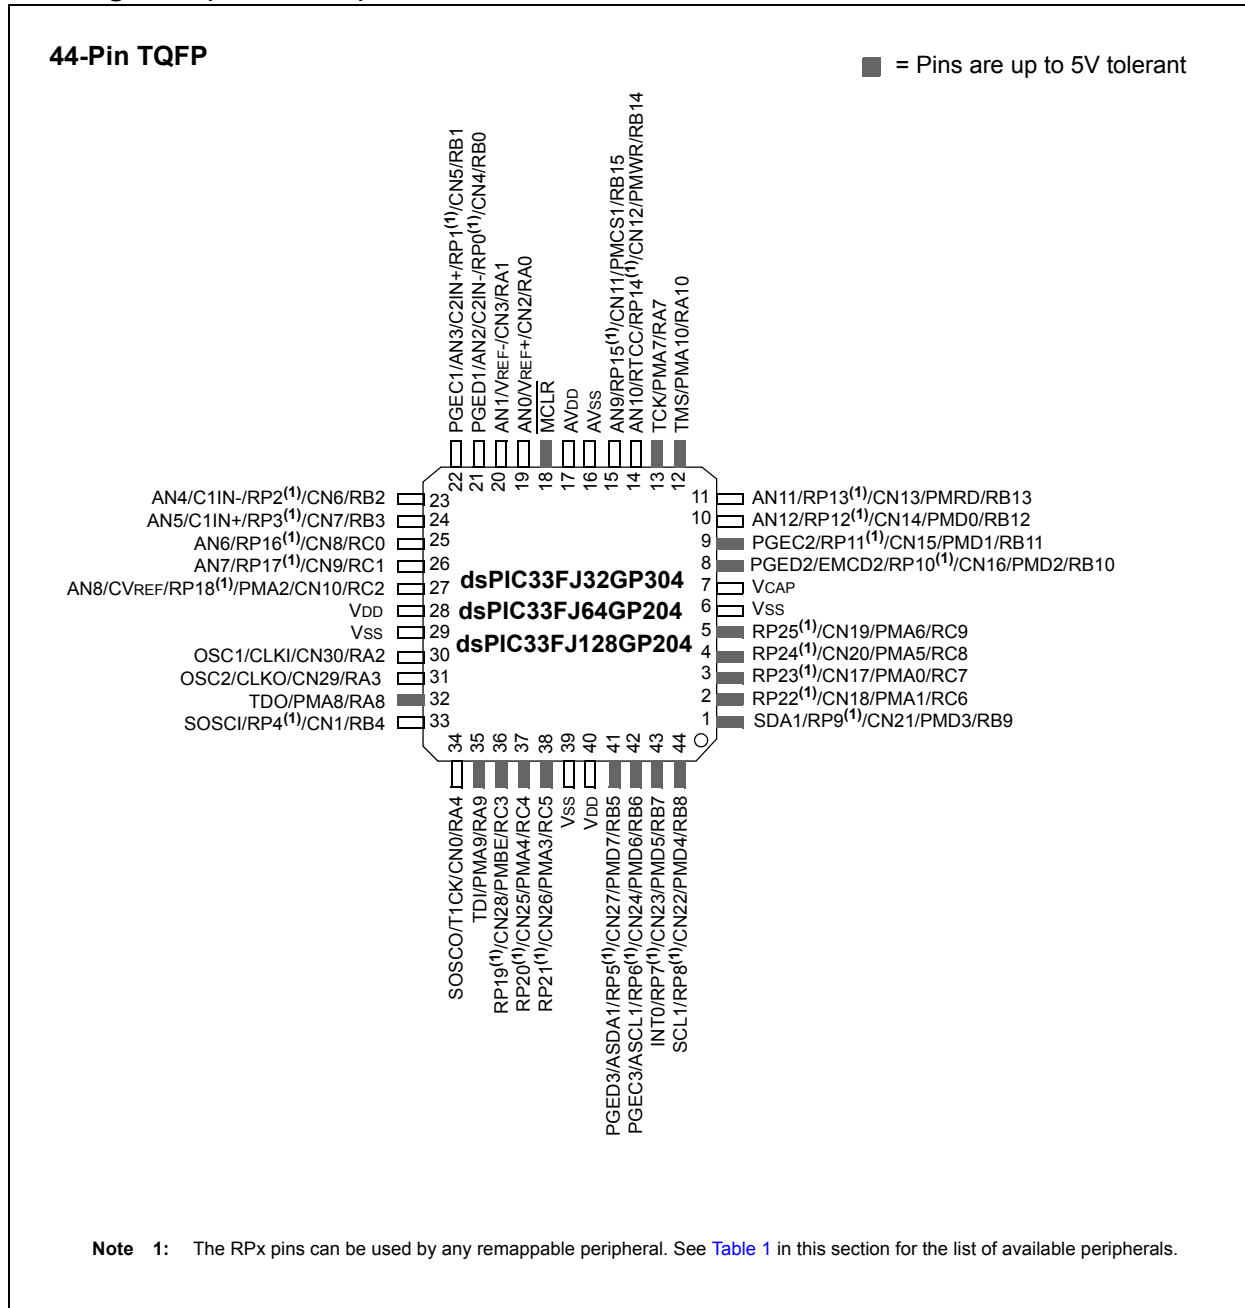 44-Pin TQFP
= Pins are up to 5V tolerant
PGEC1/AN3/C2IN+/RP1(1)/CN5/RB1
PGED1/AN2/C2IN-/RP0(1)/CN4/RB0
AN1/VREF-/CN3/RA1
AN0/VREF+/CN2/RA0
MCLR
AVDD
AVSS
AN9/RP15(1)/CN11/PMCS1/RB15
AN10/RTCC/RP14(1)/CN12/PMWR/RB14
TCK/PMA7/RA7
TMS/PMA10/RA10
22 21 20 19 18 17 16 15 14 13 12
AN4/C1IN-/RP2(1)/CN6/RB2 23
AN5/C1IN+/RP3(1)/CN7/RB3 24
AN6/RP16(1)/CN8/RC0 25
AN7/RP17(1)/CN9/RC1 26
AN8/CVREF/RP18(1)/PMA2/CN10/RC2 27
VDD 28
VSS 29
OSC1/CLKI/CN30/RA2 30
OSC2/CLKO/CN29/RA3 31
TDO/PMA8/RA8 32
SOSCI/RP4(1)/CN1/RB4 33
dsPIC33FJ32GP304
dsPIC33FJ64GP204
dsPIC33FJ128GP204
11 AN11/RP13(1)/CN13/PMRD/RB13
10 AN12/RP12(1)/CN14/PMD0/RB12
9 PGEC2/RP11(1)/CN15/PMD1/RB11
8 PGED2/EMCD2/RP10(1)/CN16/PMD2/RB10
7 VCAP
6 VSS
5 RP25(1)/CN19/PMA6/RC9
4 RP24(1)/CN20/PMA5/RC8
3 RP23(1)/CN17/PMA0/RC7
2 RP22(1)/CN18/PMA1/RC6
1 SDA1/RP9(1)/CN21/PMD3/RB9
34 35 36 37 38 39 40 41 42 43 44
SOSCO/T1CK/CN0/RA4
TDI/PMA9/RA9
RP19(1)/CN28/PMBE/RC3
RP20(1)/CN25/PMA4/RC4
RP21(1)/CN26/PMA3/RC5
VSS
VDD
PGED3/ASDA1/RP5(1)/CN27/PMD7/RB5
PGEC3/ASCL1/RP6(1)/CN24/PMD6/RB6
INT0/RP7(1)/CN23/PMD5/RB7
SCL1/RP8(1)/CN22/PMD4/RB8
Note 1: The RPx pins can be used by any remappable peripheral. See Table 1 in this section for the list of available peripherals.